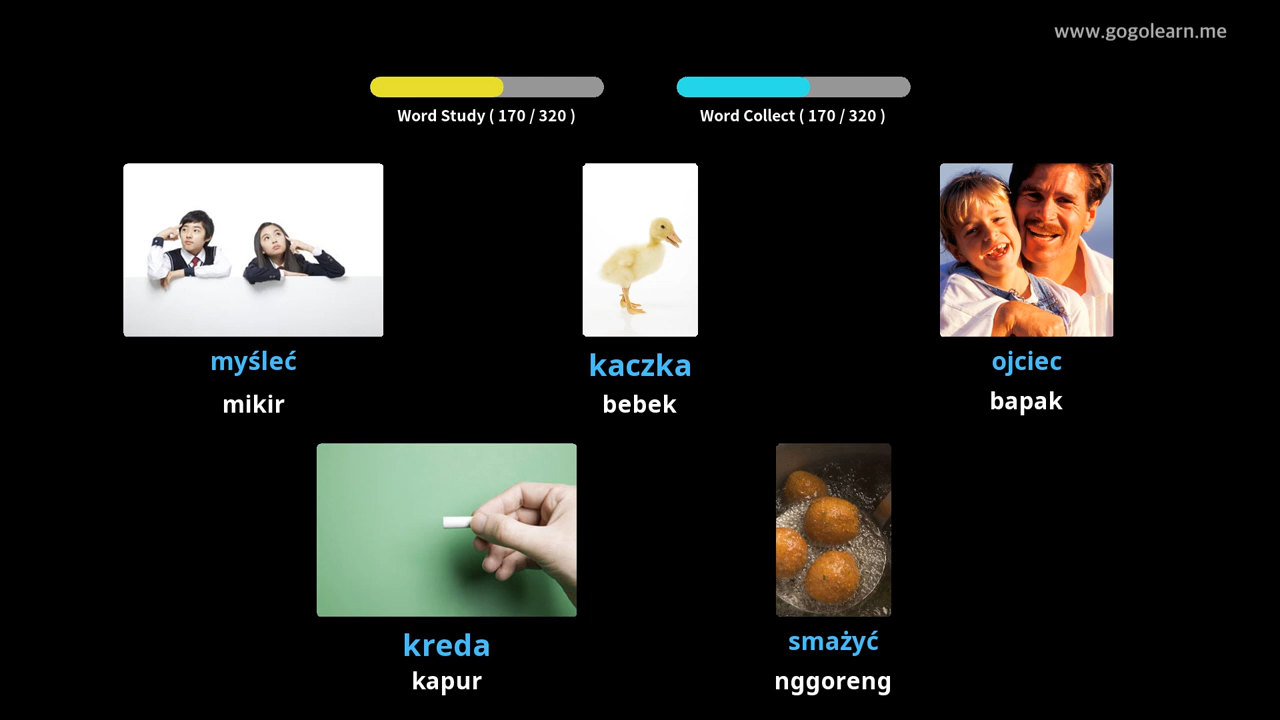 www.gogolearn.me
Word Study ( 170 / 320 )
Word Collect ( 170 / 320 )
myśleć
mikir
kaczka
bebek
ojciec
bapak
kreda
kapur
smażyć
nggoreng